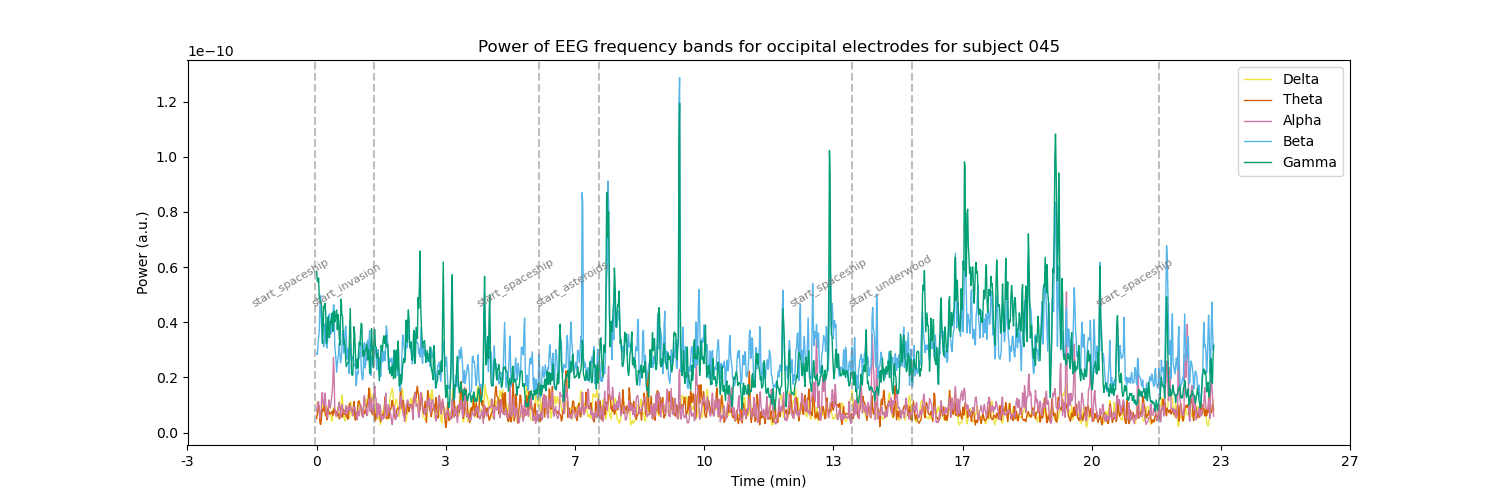 Power of EEG frequency bands for occipital electrodes for subject 045
1e−10
Power (a.u.)
1.2
1.0
0.8
0.6
0.4
0.2
0.0
start_spaceship
start_invasion
start_spaceship
start_asteroids
start_spaceship
start_underwood
start_spaceship
Delta
Theta
Alpha
Beta
Gamma
-3 0 3 7 10 13 17 20 23 27
Time (min)